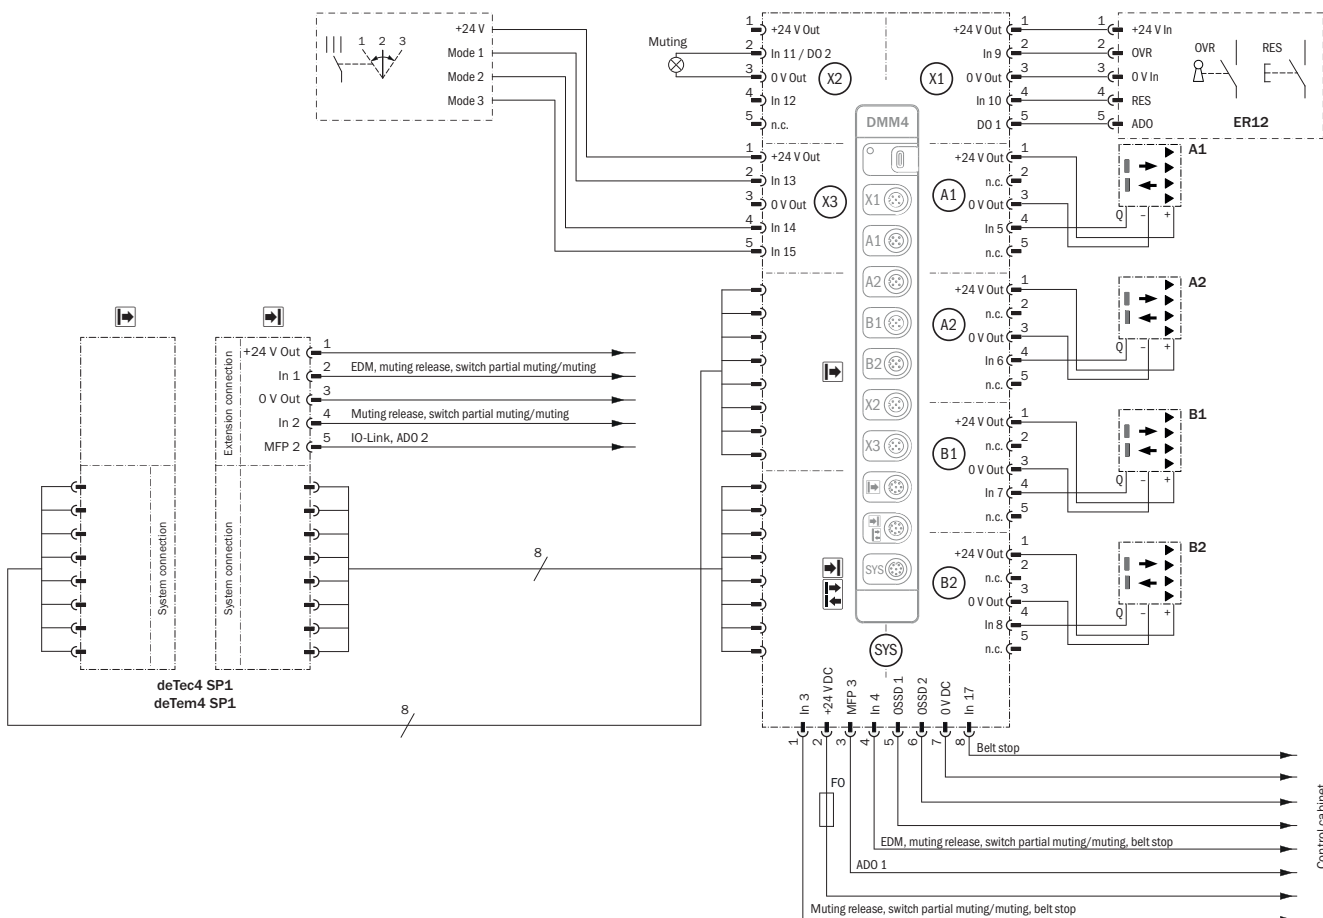 +24 V
1 2 3
Mode 1
Mode 2
Mode 3
Muting
1 +24 V Out
2 In 11 / DO 2
3 0 V Out
4 In 12
5 n.c.
X2
X1
+24 V Out 1
In 9 2
0 V Out 3
In 10 4
DO 1 5
1 +24 V In
2 OVR
3 0 V In
4 RES
5 ADO
OVR RES
ER12
DMM4
X1
A1
A2
B1
B2
X2
X3
SYS
1 +24 V Out
2 In 13
3 0 V Out
4 In 14
5 In 15
X3
A1
+24 V Out 1
n.c. 2
0 V Out 3
In 5 4
n.c. 5
A1
Q – +
A2
+24 V Out 1
n.c. 2
0 V Out 3
In 6 4
n.c. 5
A2
Q – +
B1
+24 V Out 1
n.c. 2
0 V Out 3
In 7 4
n.c. 5
B1
Q – +
B2
+24 V Out 1
n.c. 2
0 V Out 3
In 8 4
n.c. 5
B2
Q – +
Extension connection
+24 V Out 1
In 1 2 EDM, muting release, switch partial muting/muting
0 V Out 3
In 2 4 Muting release, switch partial muting/muting
MFP 2 5 IO-Link, ADO 2
System connection
System connection
deTec4 SP1
deTem4 SP1
8
8
SYS
In 3
+24 V DC
MFP 3
In 4
OSSD 1
OSSD 2
0 V DC
In 17
1 2 3 4 5 6 7 8
Belt stop
F0
EDM, muting release, switch partial muting/muting, belt stop
ADO 1
Muting release, switch partial muting/muting, belt stop
Control cabinet